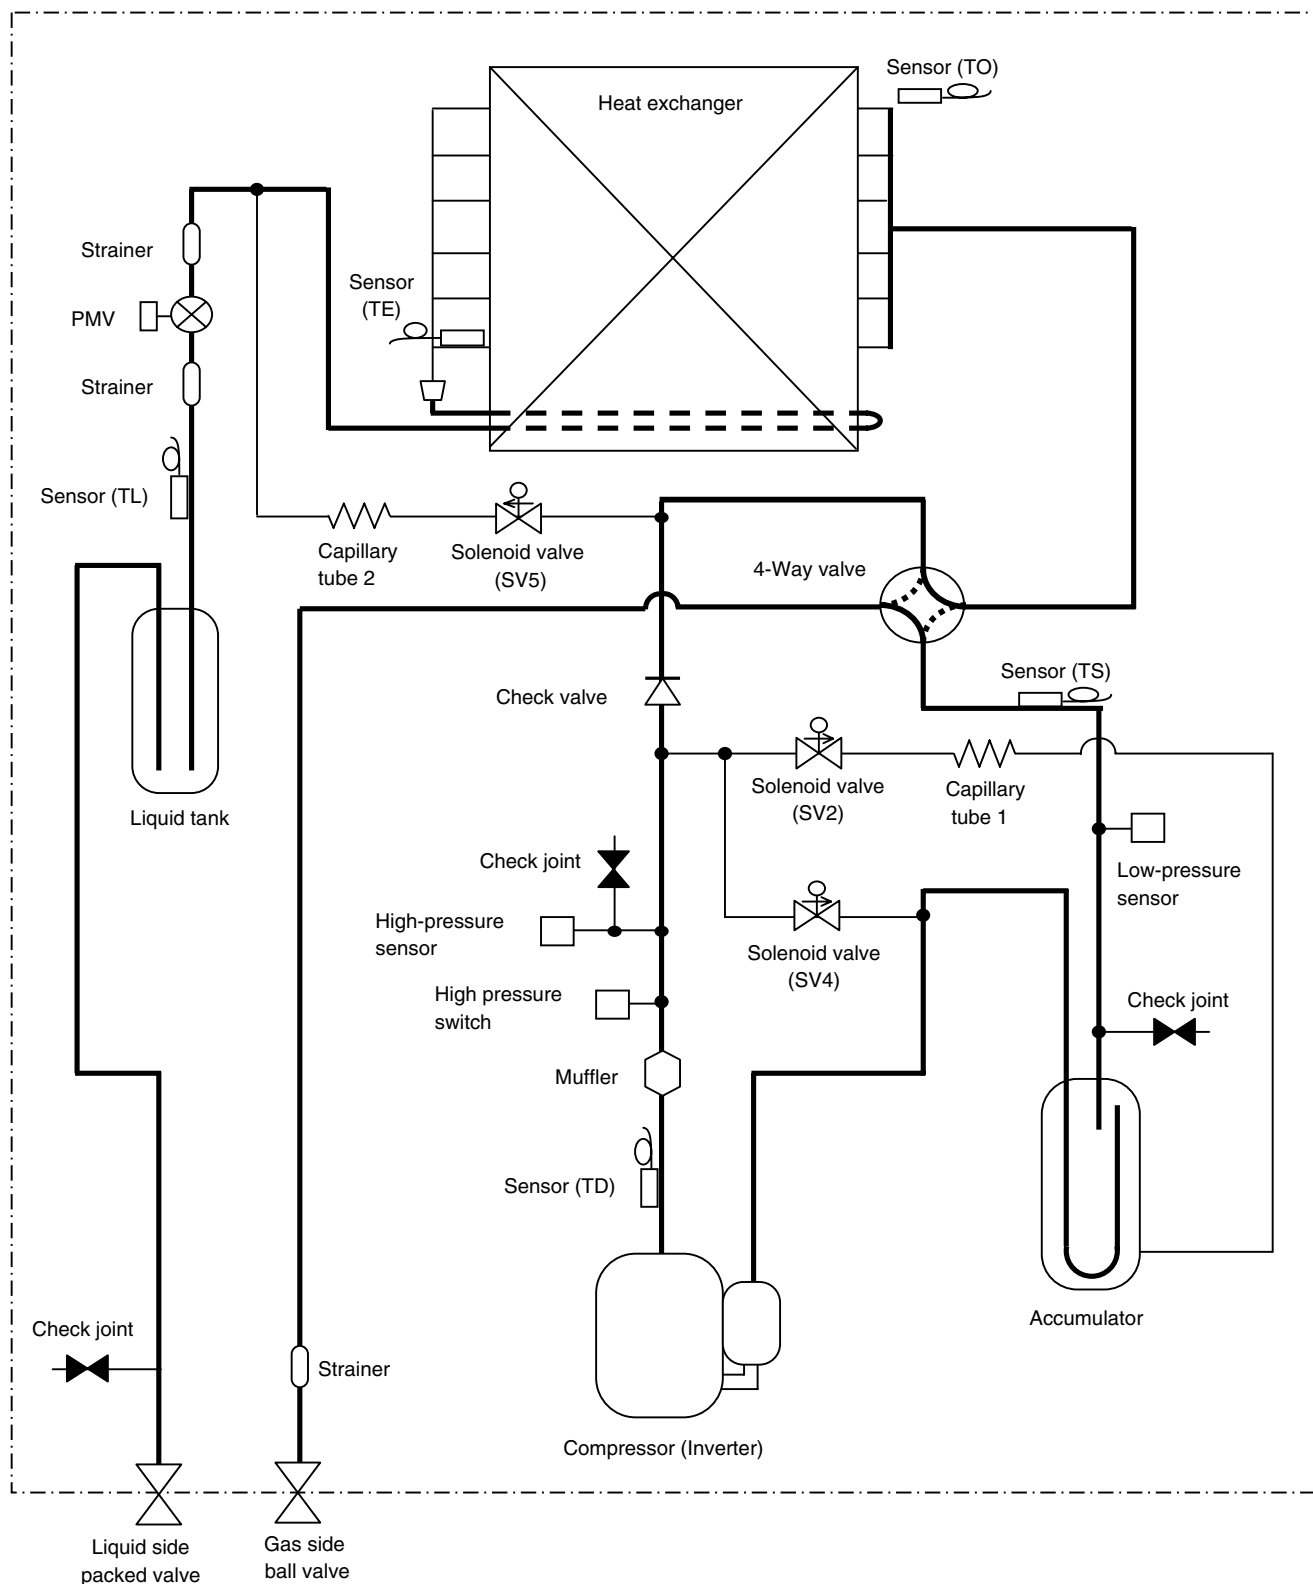 Sensor (TO)
Heat exchanger
Strainer
Sensor
(TE)
PMV
Strainer
Sensor (TL)
Capillary
tube 2
Solenoid valve
(SV5)
4-Way valve
Sensor (TS)
Check valve
Liquid tank
Solenoid valve
(SV2)
Capillary
tube 1
Check joint
Low-pressure
sensor
High-pressure
sensor
Solenoid valve
(SV4)
High pressure
switch
Check joint
Muffler
Sensor (TD)
Accumulator
Check joint
Strainer
Compressor (Inverter)
Liquid side
packed valve
Gas side
ball valve